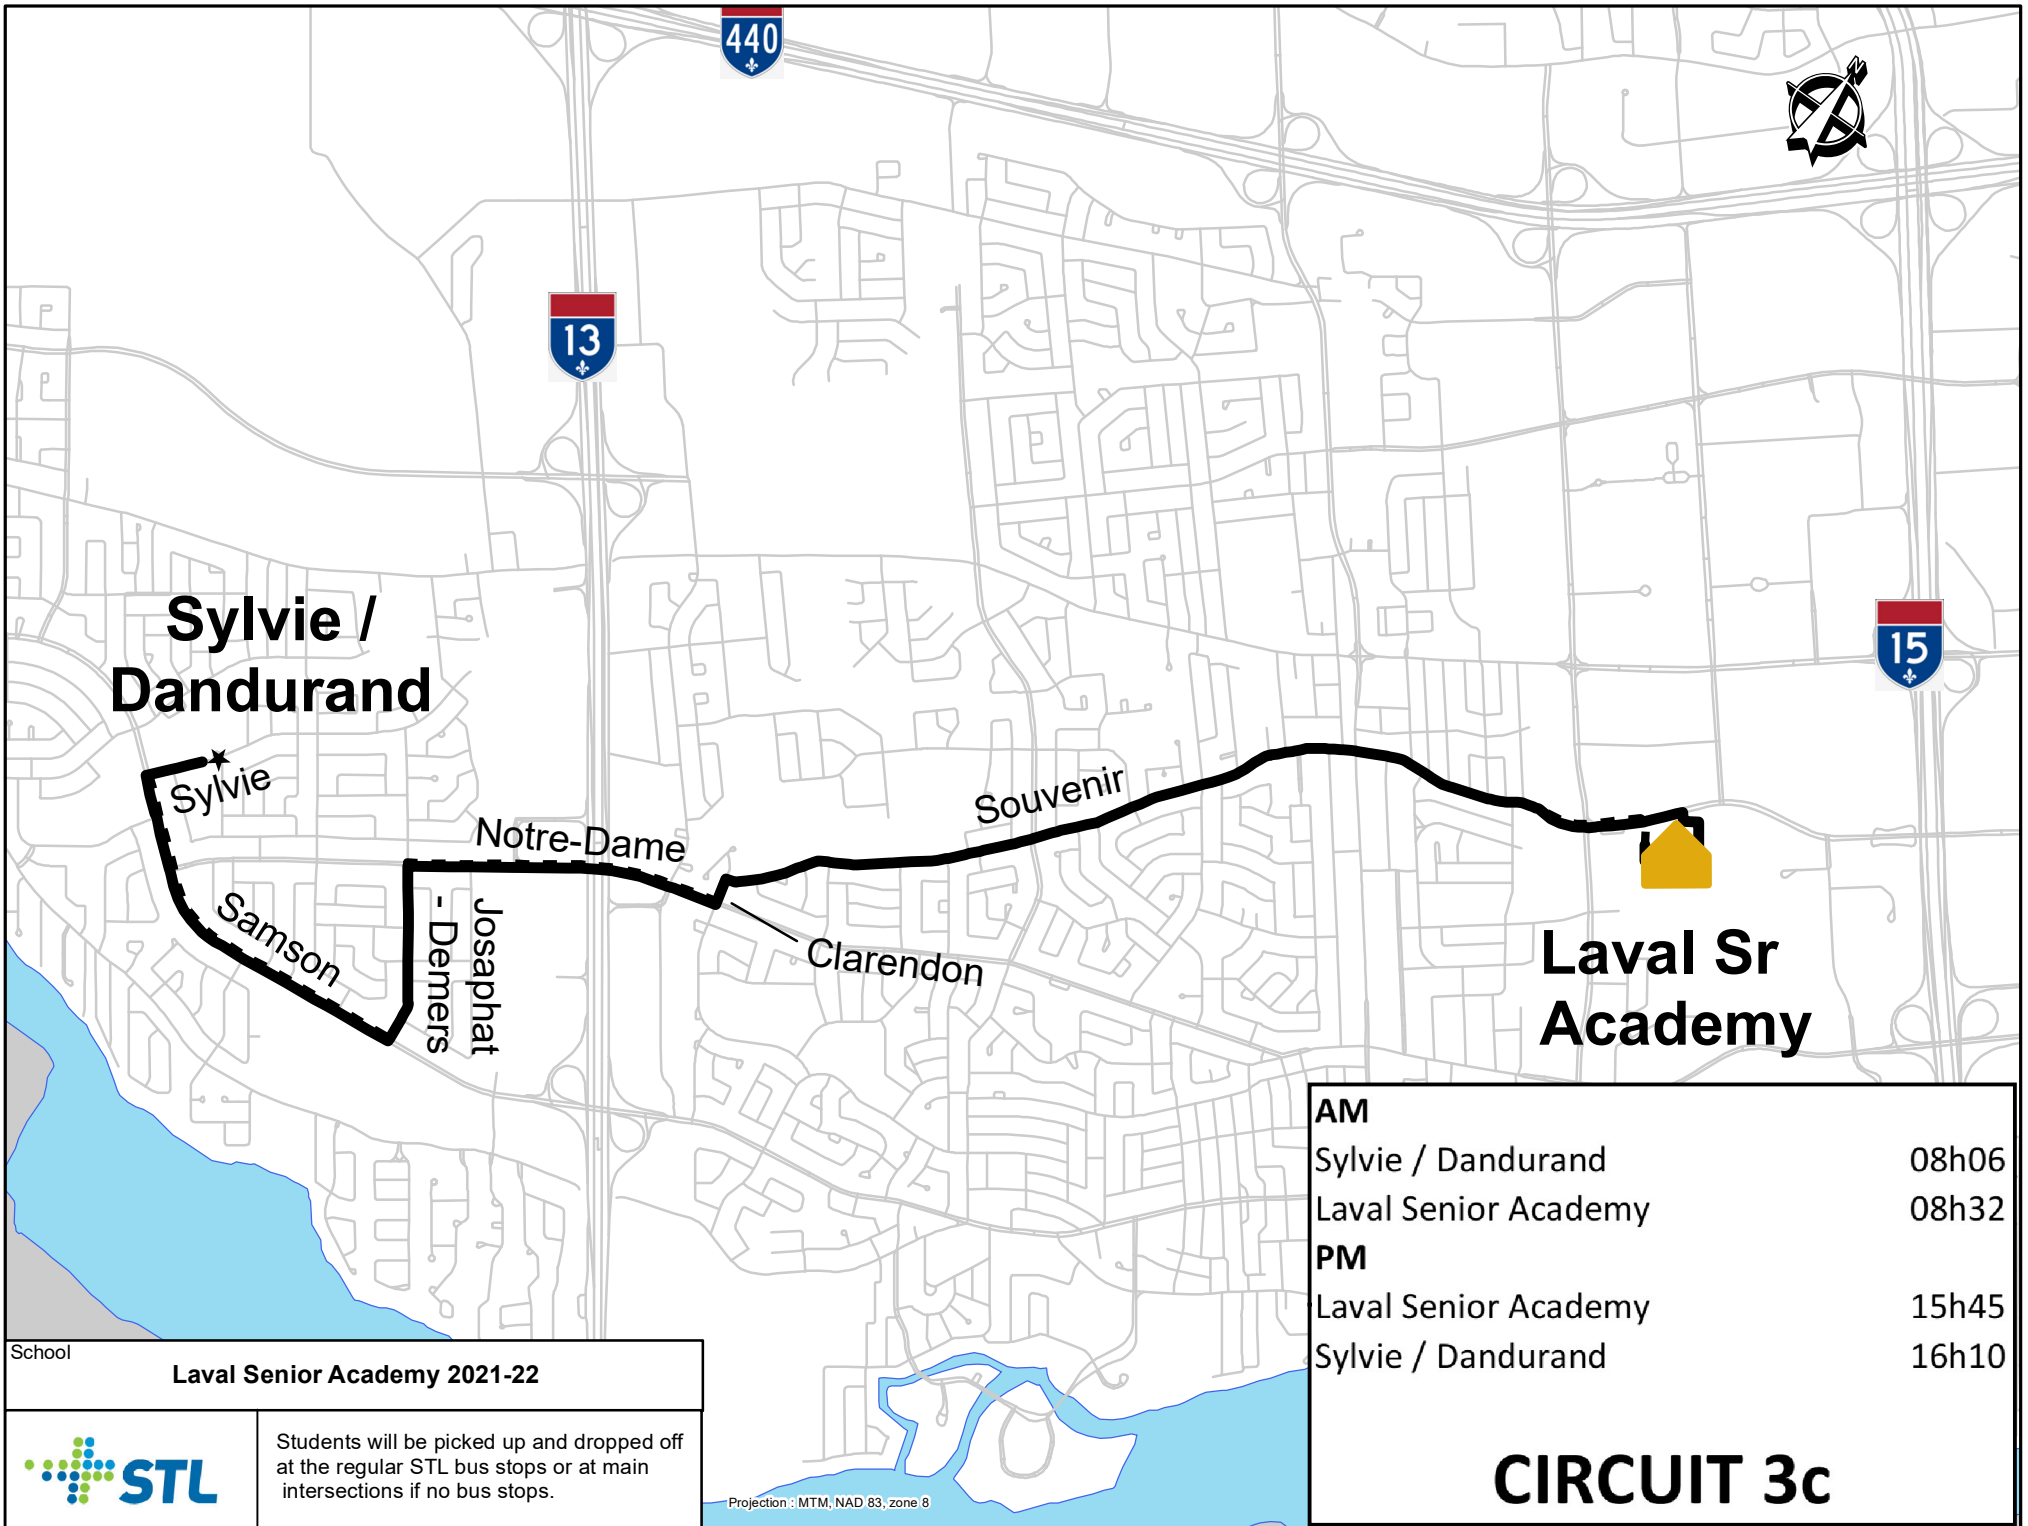 440
N
13
15
Sylvie /
Dandurand
Sylvie
Notre-Dame
Souvenir
Samson
Josaphat
- Demers
Clarendon
Laval Sr
Academy
AM
Sylvie / Dandurand 08h06
Laval Senior Academy 08h32
PM
Laval Senior Academy 15h45
Sylvie / Dandurand 16h10
CIRCUIT 3c
School
Laval Senior Academy 2021-22
STL
Students will be picked up and dropped off
at the regular STL bus stops or at main
intersections if no bus stops.
Projection : MTM, NAD 83, zone 8